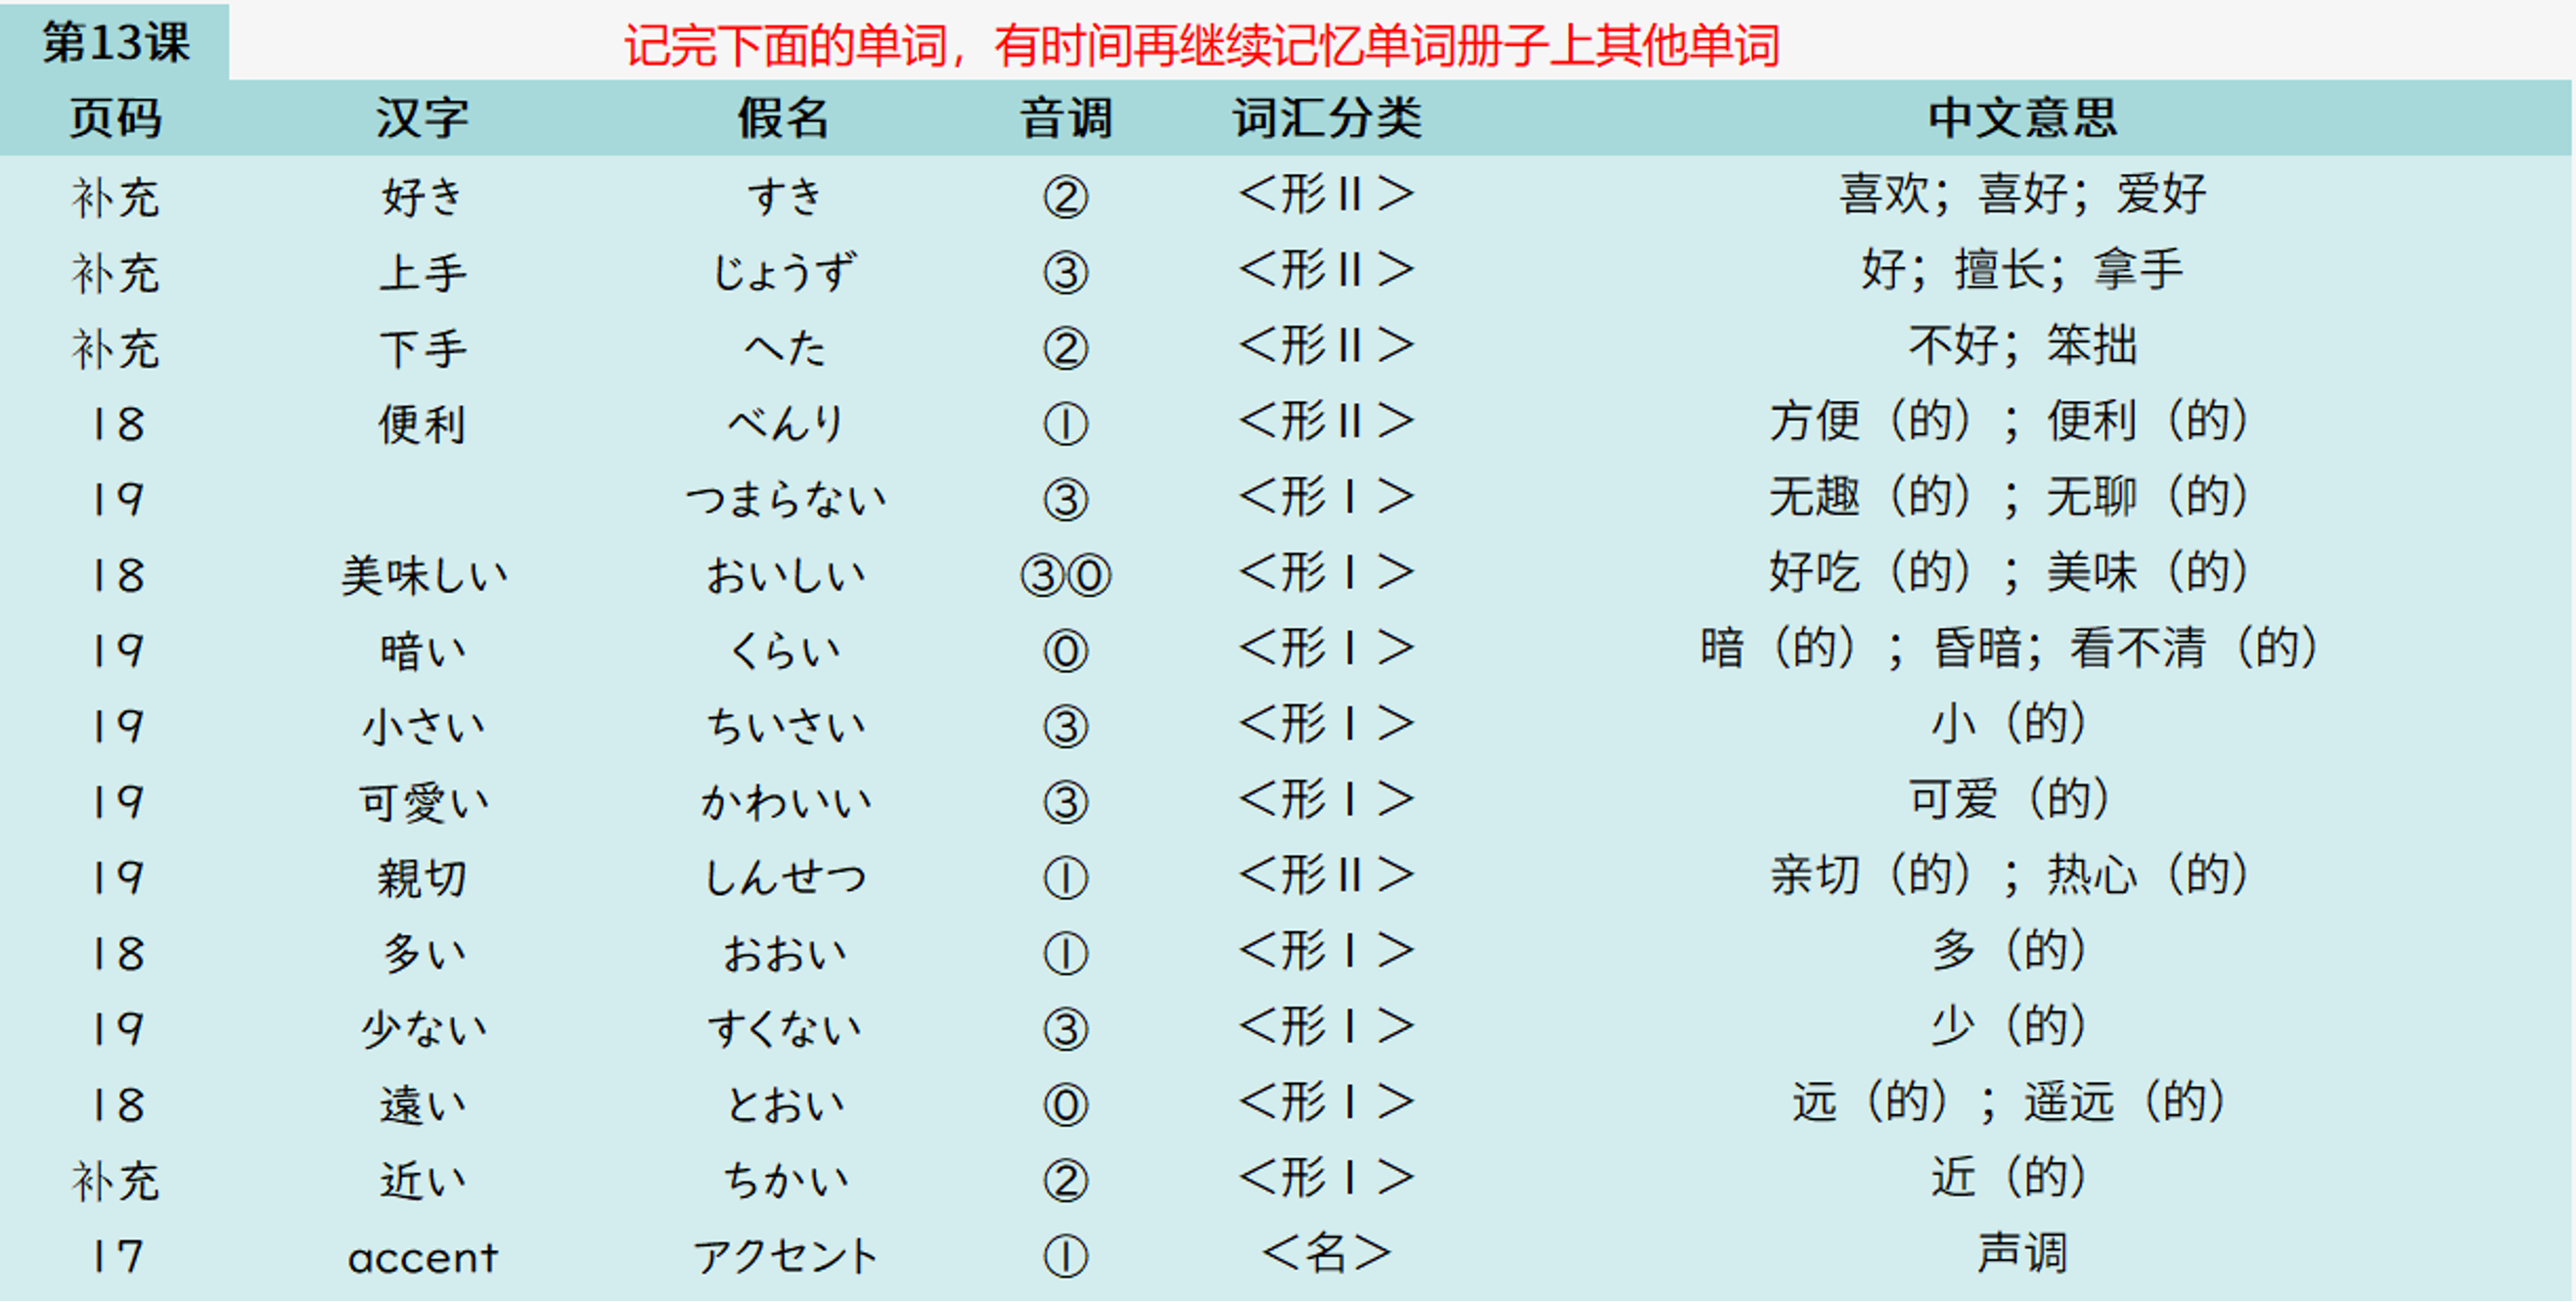 第13课 记完下面的单词，有时间再继续记忆单词册子上其他单词
页码 汉字 假名 音调 词汇分类 中文意思
补充 好き すき ② ＜形Ⅱ＞ 喜欢；喜好；爱好
补充 上手 じょうず ③ ＜形Ⅱ＞ 好；擅长；拿手
补充 下手 へた ② ＜形Ⅱ＞ 不好；笨拙
18 便利 べんり ① ＜形Ⅱ＞ 方便（的）；便利（的）
19 つまらない ③ ＜形Ⅰ＞ 无趣（的）；无聊（的）
18 美味しい おいしい ③⓪ ＜形Ⅰ＞ 好吃（的）；美味（的）
19 暗い くらい ⓪ ＜形Ⅰ＞ 暗（的）；昏暗；看不清（的）
19 小さい ちいさい ③ ＜形Ⅰ＞ 小（的）
19 可愛い かわいい ③ ＜形Ⅰ＞ 可爱（的）
19 親切 しんせつ ① ＜形Ⅱ＞ 亲切（的）；热心（的）
18 多い おおい ① ＜形Ⅰ＞ 多（的）
19 少ない すくない ③ ＜形Ⅰ＞ 少（的）
18 遠い とおい ⓪ ＜形Ⅰ＞ 远（的）；遥远（的）
补充 近い ちかい ② ＜形Ⅰ＞ 近（的）
17 accent アクセント ① ＜名＞ 声调